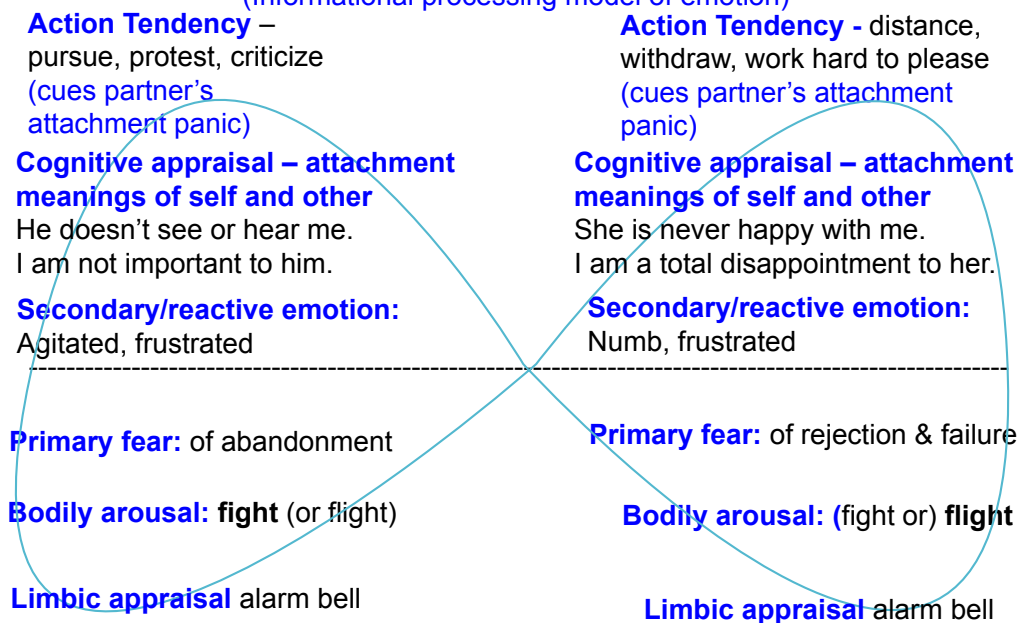 (Informational processing model of emotion)
Action Tendency –
pursue, protest, criticize
(cues partner's
attachment panic)
Cognitive appraisal – attachment
meanings of self and other
He doesn't see or hear me.
I am not important to him.
Secondary/reactive emotion:
Agitated, frustrated
Primary fear: of abandonment
Bodily arousal: fight (or flight)
Limbic appraisal alarm bell
Action Tendency - distance,
withdraw, work hard to please
(cues partner's attachment
panic)
Cognitive appraisal – attachment
meanings of self and other
She is never happy with me.
I am a total disappointment to her.
Secondary/reactive emotion:
Numb, frustrated
Primary fear: of rejection & failure
Bodily arousal: (fight or) flight
Limbic appraisal alarm bell